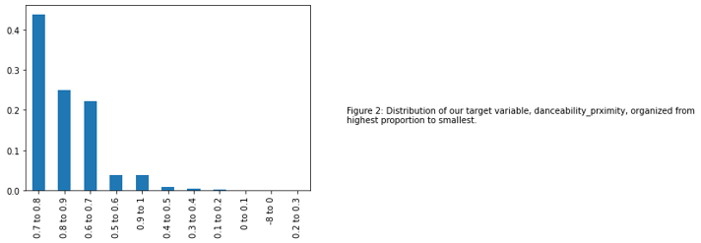 0.4
0.3
0.2
0.1
0.0
0.7 to 0.8
0.8 to 0.9
0.6 to 0.7
0.5 to 0.6
0.9 to 1
0.4 to 0.5
0.3 to 0.4
0.1 to 0.2
0 to 0.1
-8 to 0
0.2 to 0.3
Figure 2: Distribution of our target variable, danceability_prximity, organized from
highest proportion to smallest.